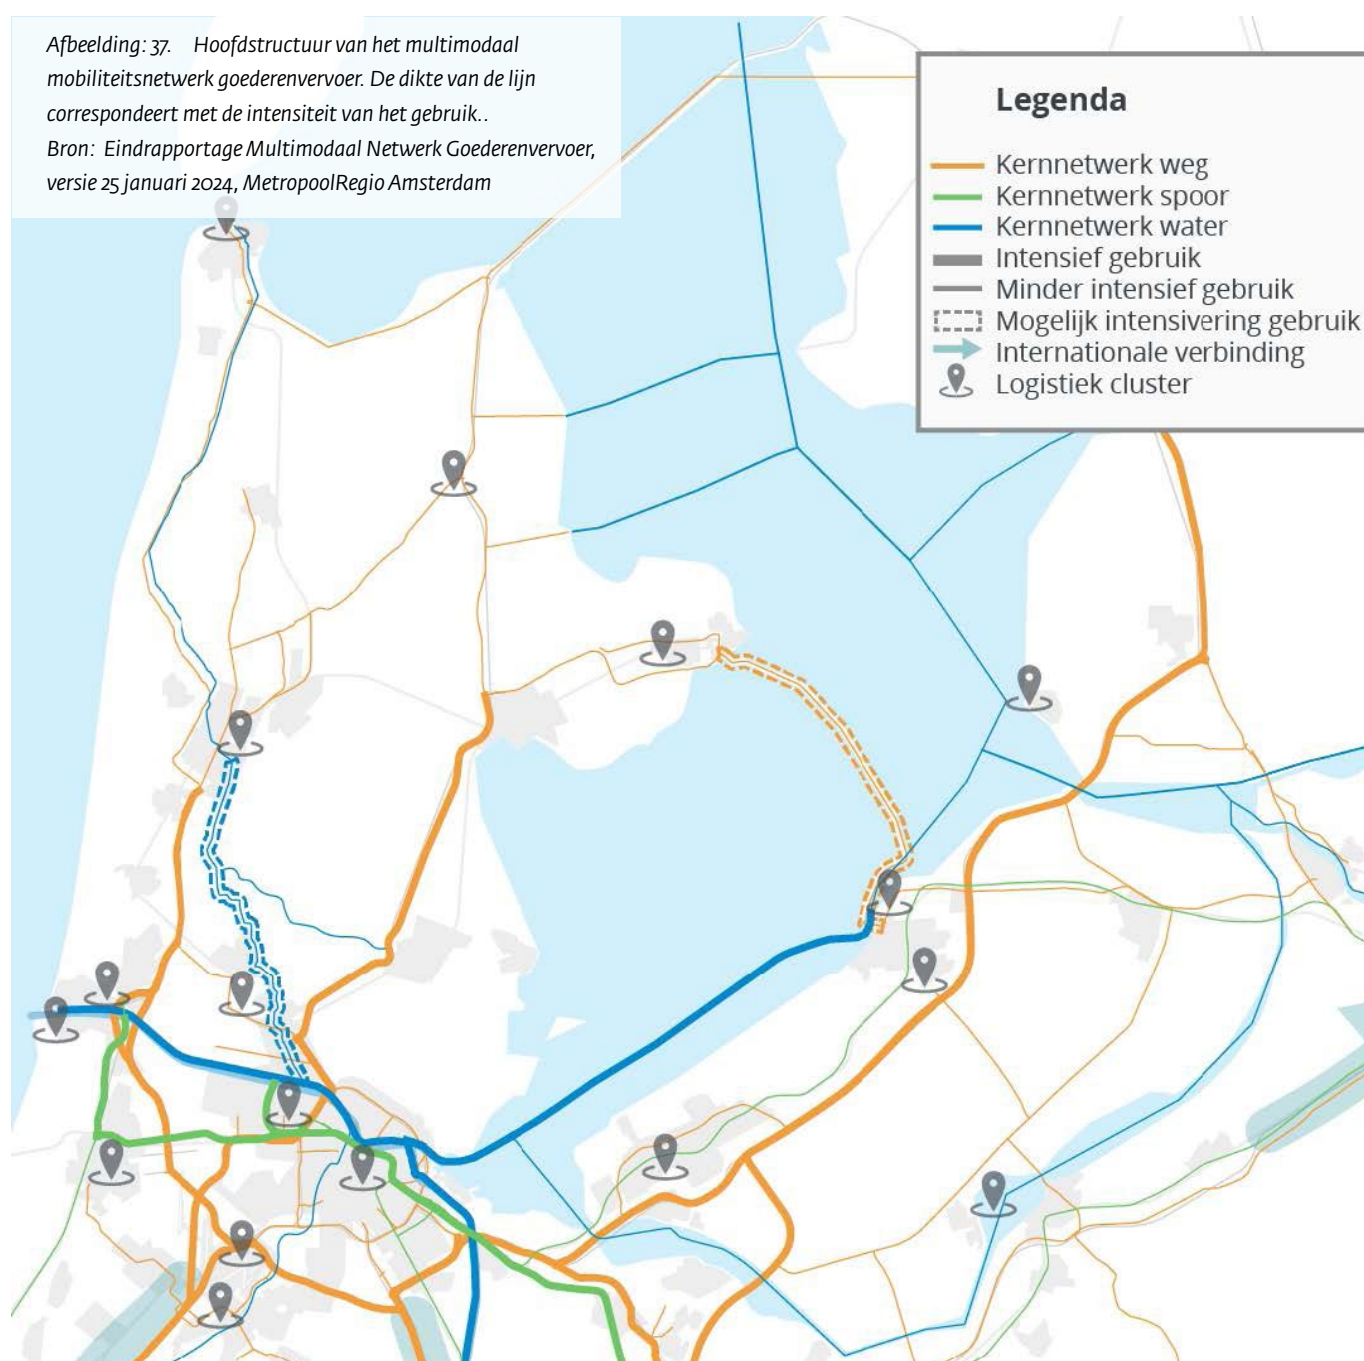 Afbeelding: 37. Hoofdstructuur van het multimodaal
mobiliteitsnetwerk goederenvervoer. De dikte van de lijn
correspondeert met de intensiteit van het gebruik..
Bron: Eindrapportage Multimodaal Netwerk Goederenvervoer,
versie 25 januari 2024, MetropoolRegio Amsterdam
Legenda
Kernnetwerk weg
Kernnetwerk spoor
Kernnetwerk water
Intensief gebruik
Minder intensief gebruik
Mogelijk intensivering gebruik
Internationale verbinding
Logistiek cluster